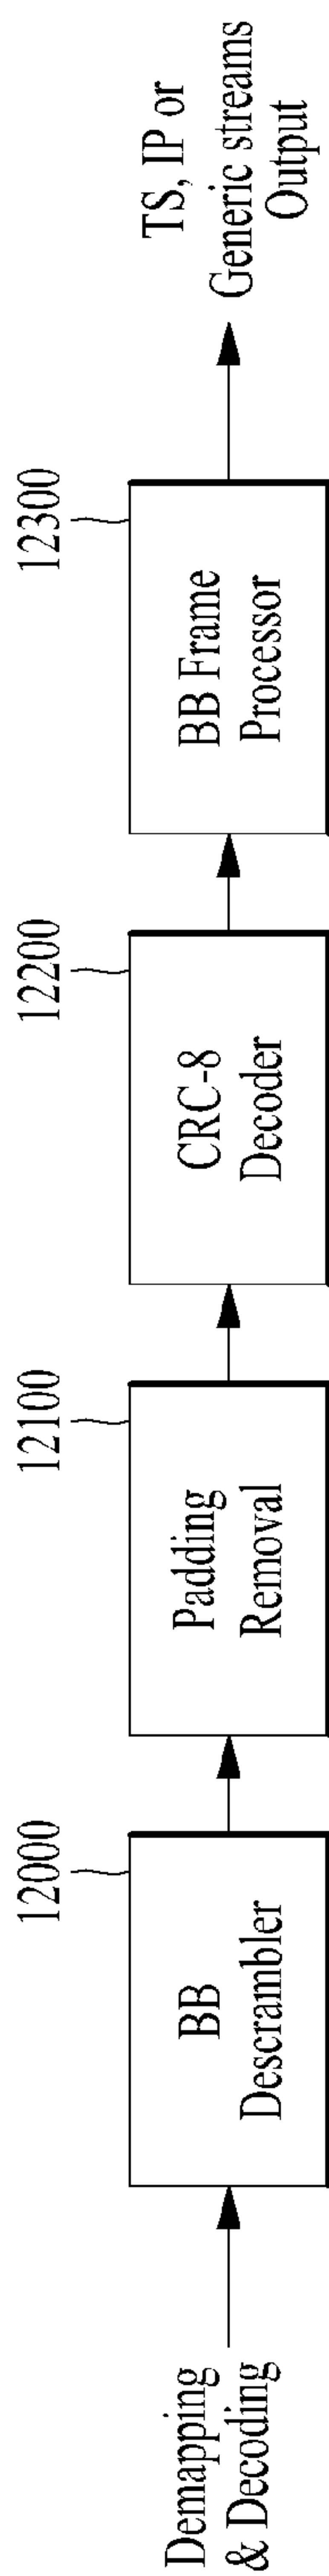 Demapping
& Decoding
12000
BB
Descrambler
12100
Padding
Removal
12200
CRC-8
Decoder
12300
BB Frame
Processor
TS, IP or
Generic streams
Output